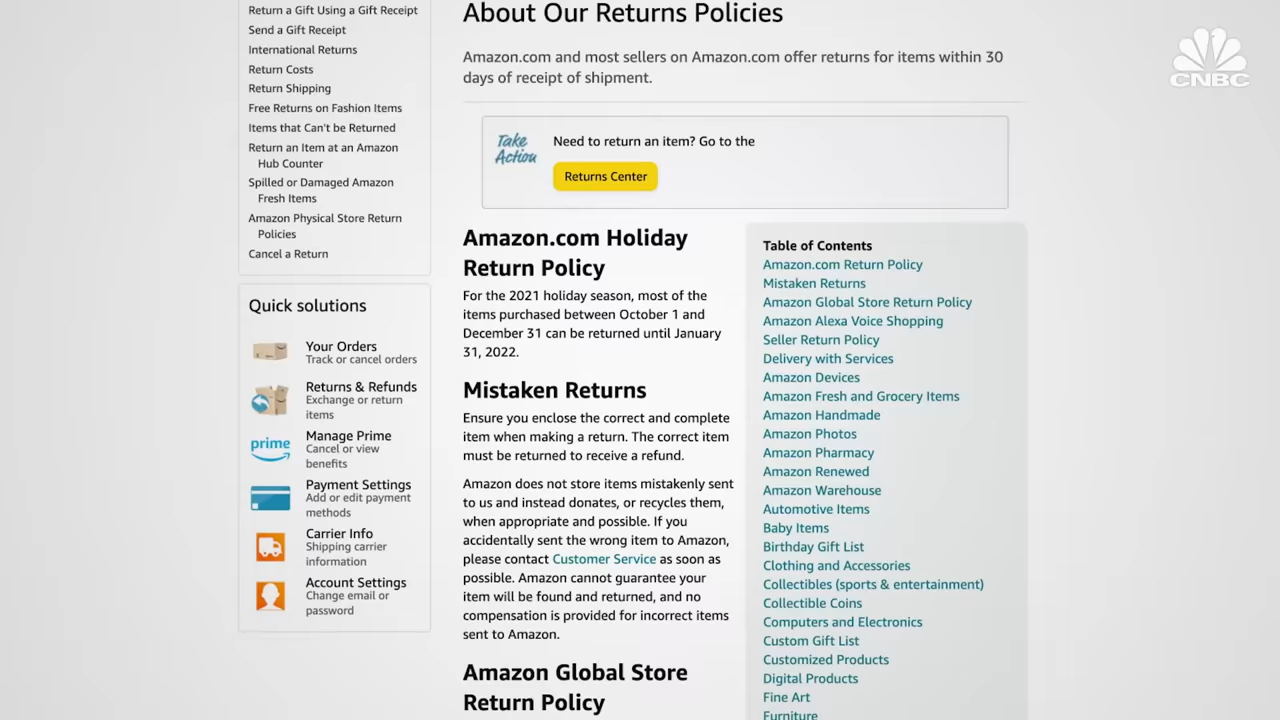 Return a Gift Using a Gift Receipt
Send a Gift Receipt
International Returns
Return Costs
Return Shipping
Free Returns on Fashion Items
Items that Can't be Returned
Return an Item at an Amazon
Hub Counter
Spilled or Damaged Amazon
Fresh Items
Amazon Physical Store Return
Policies
Cancel a Return
Quick solutions
Your Orders
Track or cancel orders
Returns & Refunds
Exchange or return
items
prime
Manage Prime
Cancel or view
benefits
Payment Settings
Add or edit payment
methods
Carrier Info
Shipping carrier
information
Account Settings
Change email or
password
About Our Returns Policies
Amazon.com and most sellers on Amazon.com offer returns for items within 30
days of receipt of shipment.
Take
Action
Need to return an item? Go to the
Returns Center
Amazon.com Holiday
Return Policy
For the 2021 holiday season, most of the
items purchased between October 1 and
December 31 can be returned until January
31, 2022.
Mistaken Returns
Ensure you enclose the correct and complete
item when making a return. The correct item
must be returned to receive a refund.
Amazon does not store items mistakenly sent
to us and instead donates, or recycles them,
when appropriate and possible. If you
accidentally sent the wrong item to Amazon,
please contact Customer Service as soon as
possible. Amazon cannot guarantee your
item will be found and returned, and no
compensation is provided for incorrect items
sent to Amazon.
Amazon Global Store
Return Policy
Table of Contents
Amazon.com Return Policy
Mistaken Returns
Amazon Global Store Return Policy
Amazon Alexa Voice Shopping
Seller Return Policy
Delivery with Services
Amazon Devices
Amazon Fresh and Grocery Items
Amazon Handmade
Amazon Photos
Amazon Pharmacy
Amazon Renewed
Amazon Warehouse
Automotive Items
Baby Items
Birthday Gift List
Clothing and Accessories
Collectibles (sports & entertainment)
Collectible Coins
Computers and Electronics
Custom Gift List
Customized Products
Digital Products
Fine Art
Furniture
CNBC